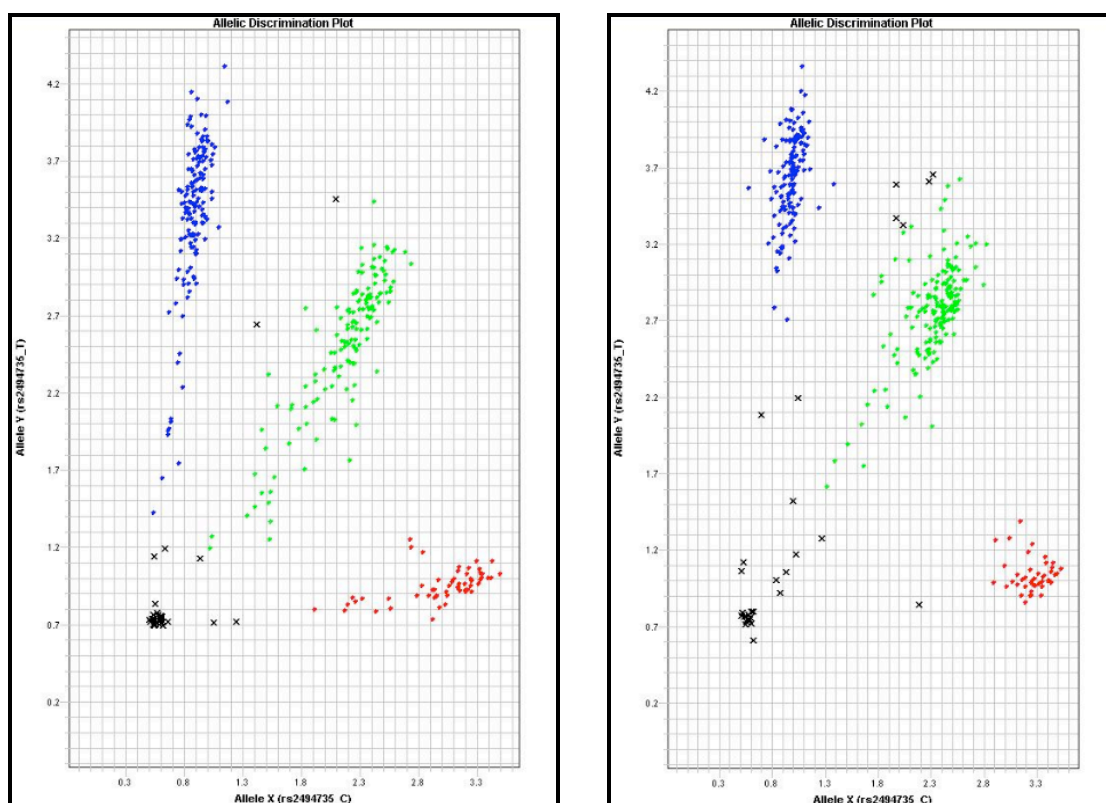 Allelic Discrimination Plot
4.2
3.7
3.2
2.7
2.2
1.7
1.2
0.7
0.2
Allele Y (rs2494735_T)
0.3 0.8 1.3 1.8 2.3 2.8 3.3
Allele X (rs2494735_C)
Allelic Discrimination Plot
4.2
3.7
3.2
2.7
2.2
1.7
1.2
0.7
0.2
Allele Y (rs2494735_T)
0.3 0.8 1.3 1.8 2.3 2.8 3.3
Allele X (rs2494735_C)